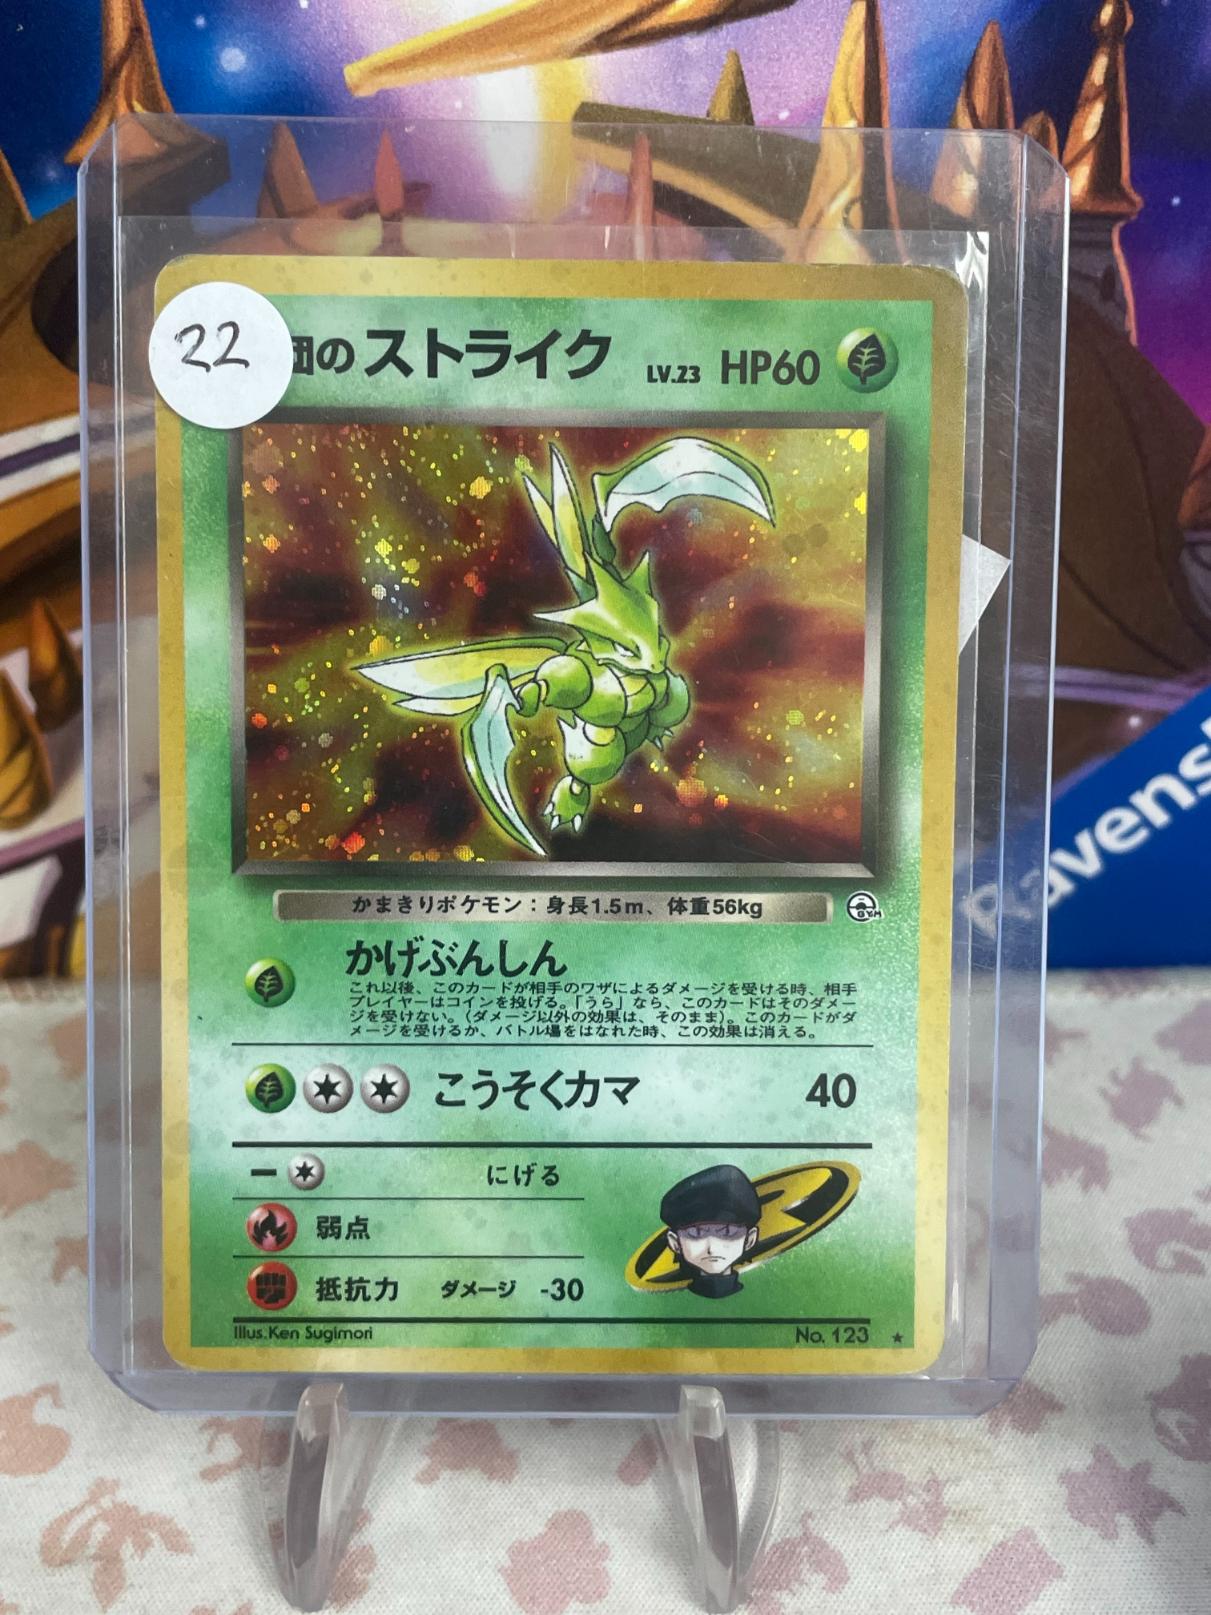 22
団のストライク LV.23 HP60
かまきりポケモン：身長1.5m、体重56kg
GYM
かげぶんしん
これ以後、このカードが相手のワザによるダメージを受ける時、相手
プレイヤーはコインを投げる。「うら」なら、このカードはそのダメー
ジを受けない。（ダメージ以外の効果は、そのまま）。このカードがダ
メージを受けるか、バトル場をはなれた時、この効果は消える。
こうそくカマ 40
にげる
弱点
抵抗力 ダメージ -30
Illus.Ken Sugimori No. 123 ★
Ravens